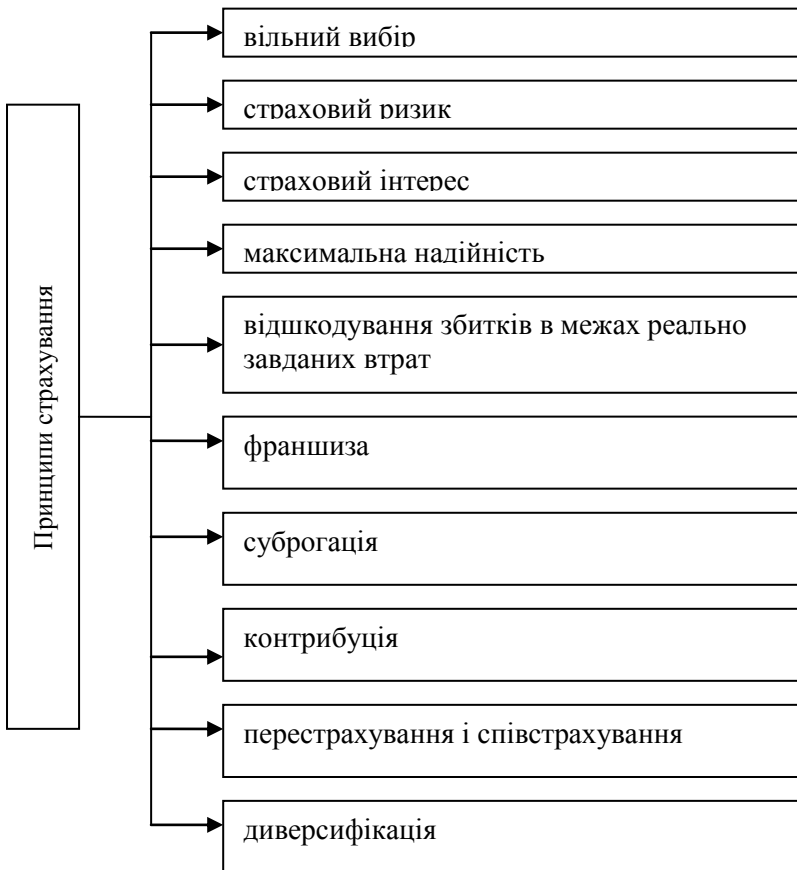 Принципи страхування
вільний вибір
страховий ризик
страховий інтерес
максимальна надійність
відшкодування збитків в межах реально
завданих втрат
франшиза
суброгація
контрибуція
перестрахування і співстрахування
диверсифікація